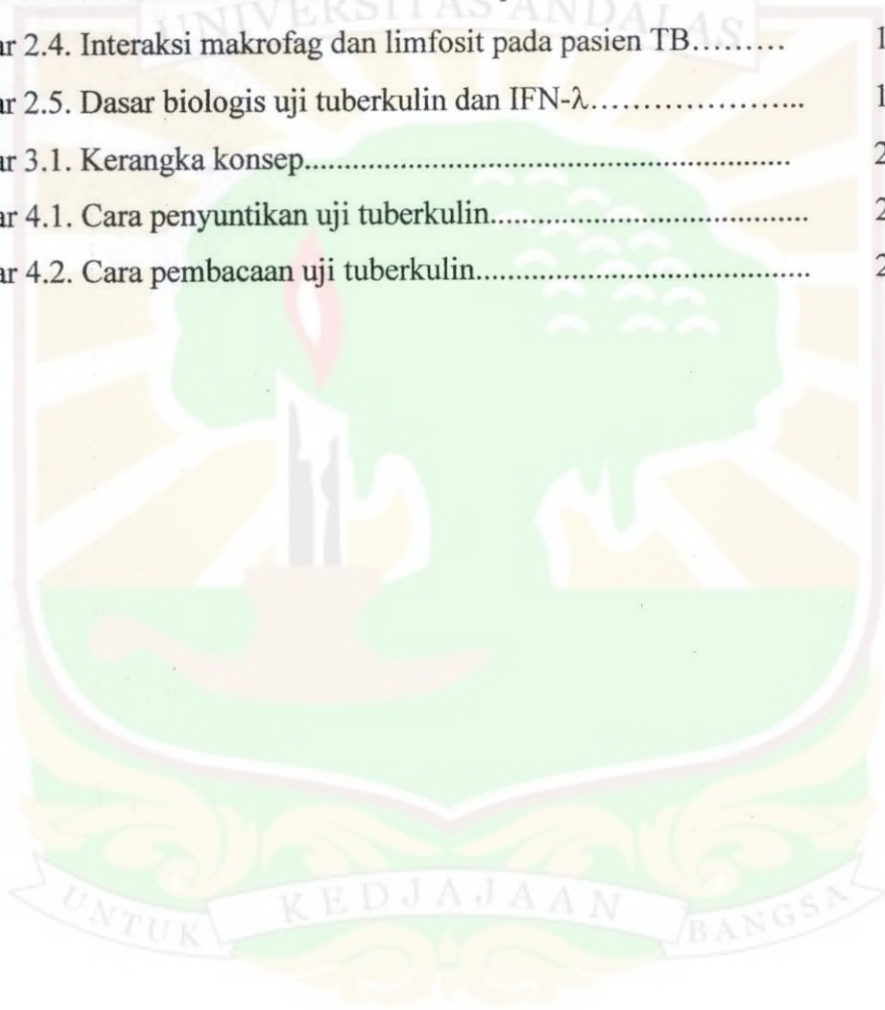 UNIVERSITAS ANDALAS
ar 2.4. Interaksi makrofag dan limfosit pada pasien TB......... 1
ar 2.5. Dasar biologis uji tuberkulin dan IFN-λ..................... 1
ar 3.1. Kerangka konsep................................................................ 2
ar 4.1. Cara penyuntikan uji tuberkulin...................................... 2
ar 4.2. Cara pembacaan uji tuberkulin........................................ 2
UNTUK KEDJAJAAN BANGSA